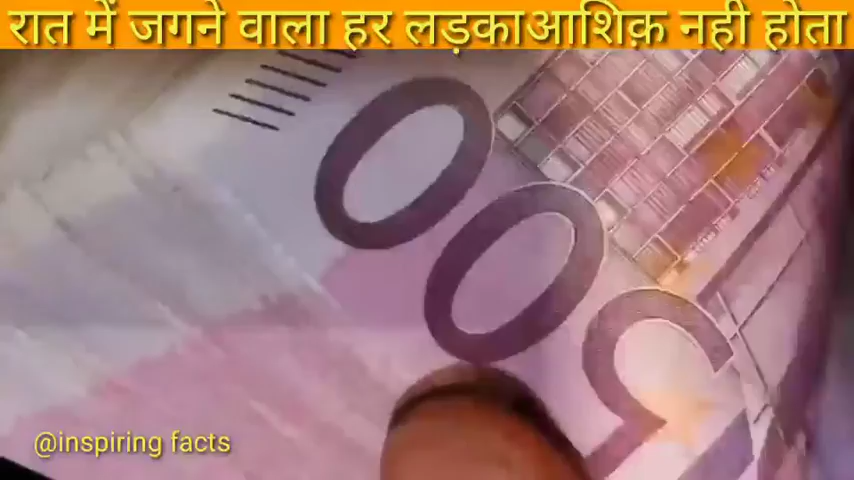 रात में जगने वाला हर लड़काआशिक़ नही होता
500
@inspiring facts